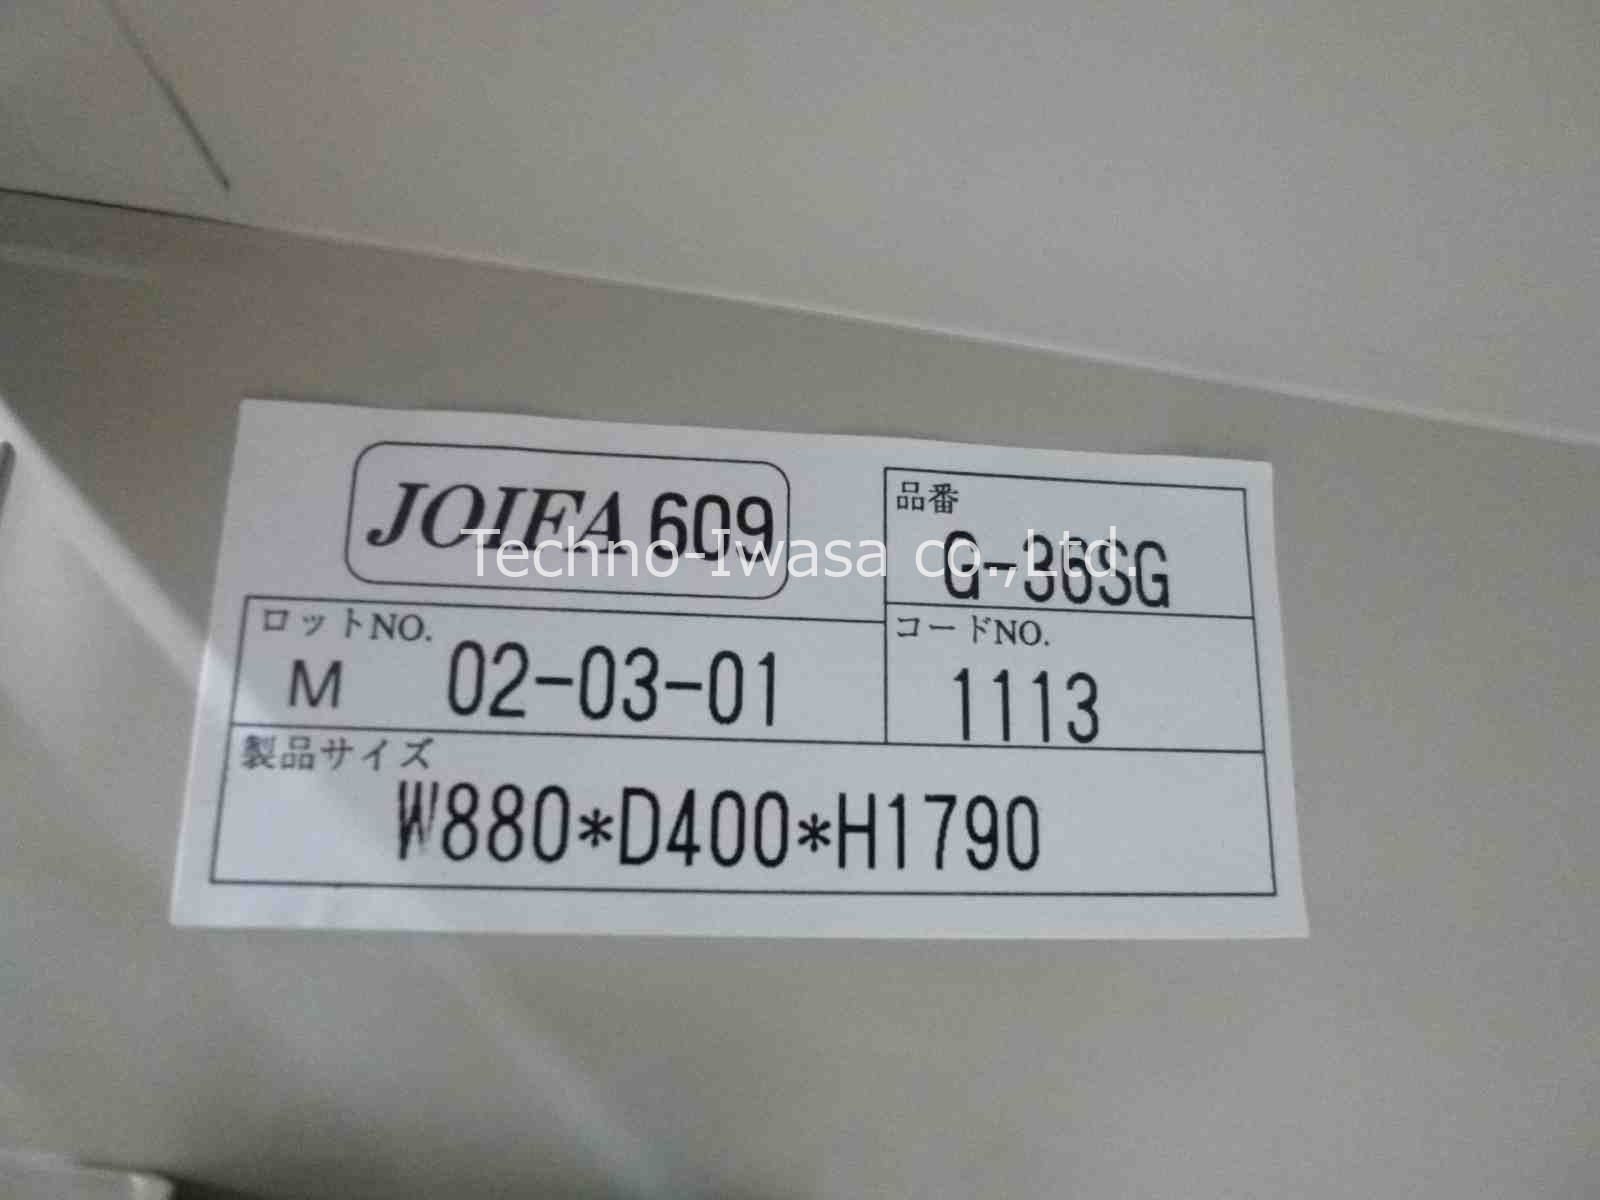 JOIFA 609
品番
G-36SG
ロットNO.
M 02-03-01
コードNO.
1113
製品サイズ
W880*D400*H1790
Techno-Iwasa co.,Ltd.